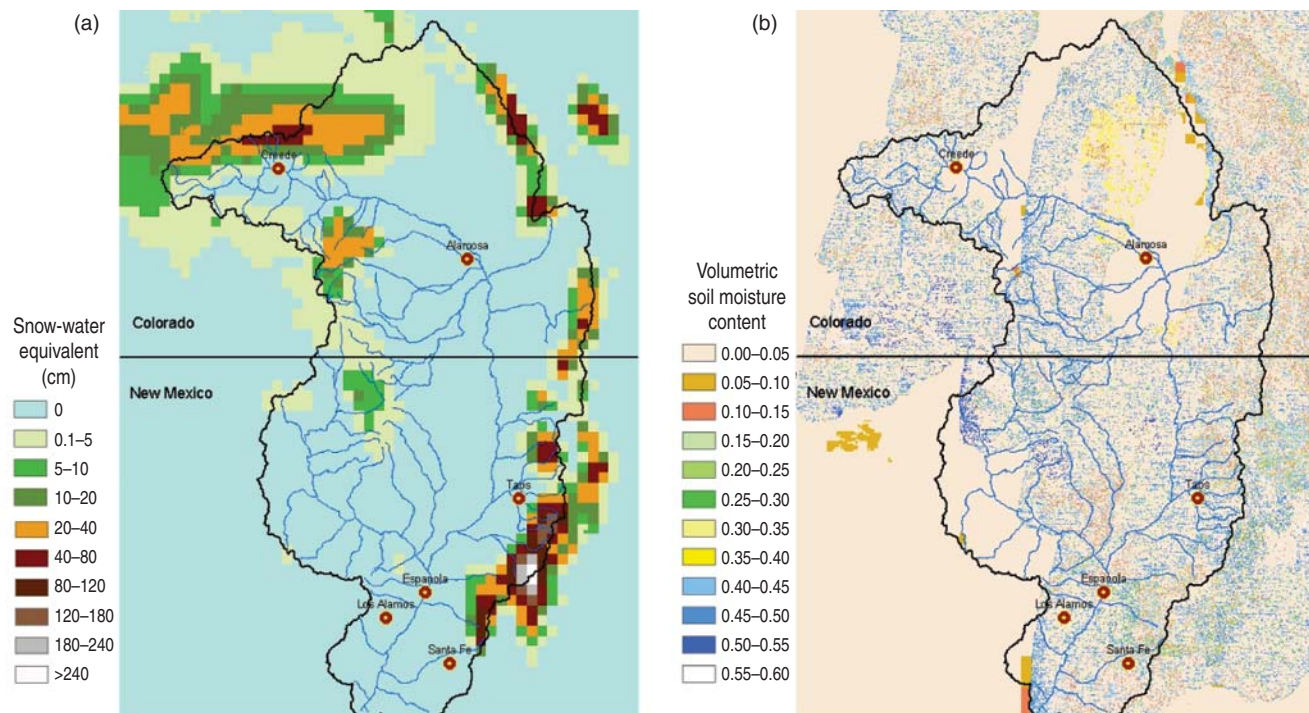 (a)
Creede
Alamosa
Colorado
New Mexico
Taos
Espanola
Los Alamos
Santa Fe
Snow-water
equivalent
(cm)
0
0.1–5
5–10
10–20
20–40
40–80
80–120
120–180
180–240
>240
(b)
Creede
Alamosa
Colorado
New Mexico
Taos
Espanola
Los Alamos
Santa Fe
Volumetric
soil moisture
content
0.00–0.05
0.05–0.10
0.10–0.15
0.15–0.20
0.20–0.25
0.25–0.30
0.30–0.35
0.35–0.40
0.40–0.45
0.45–0.50
0.50–0.55
0.55–0.60